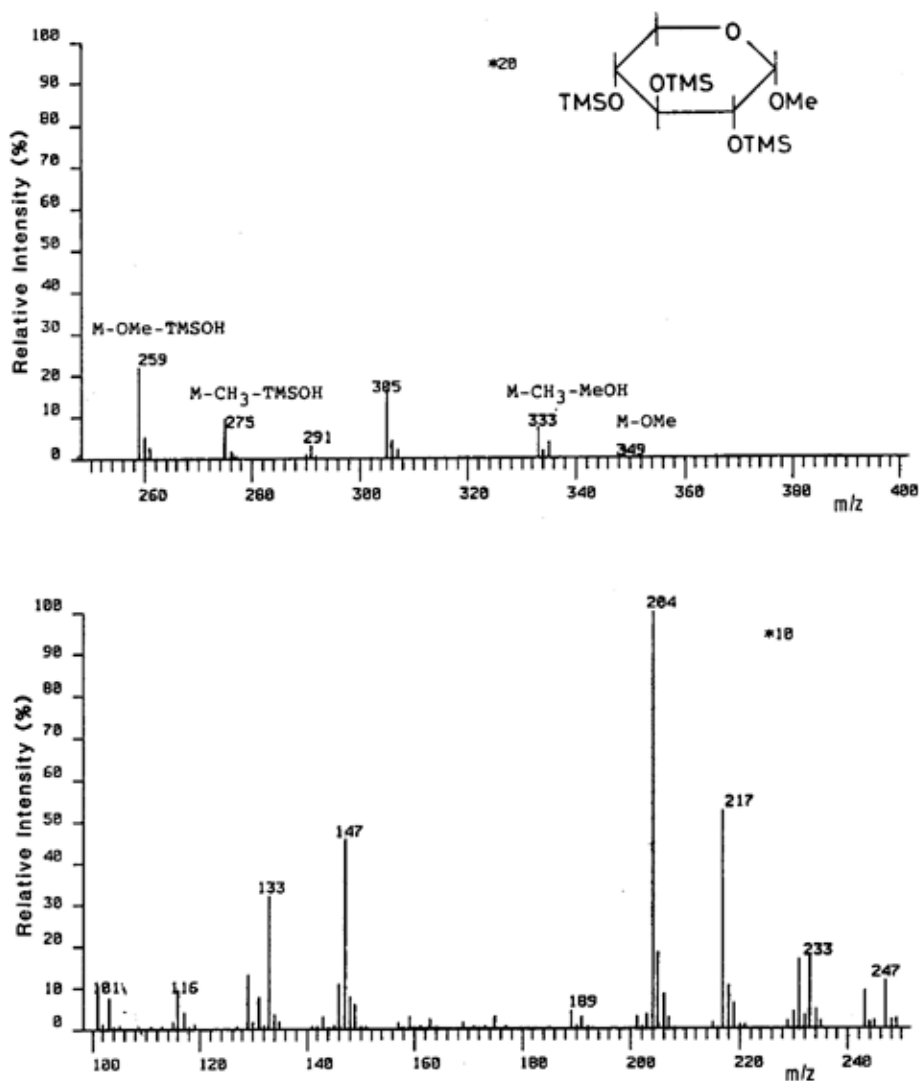 100
90
80
70
60
50
40
30
20
10
0
Relative Intensity (%)
*20
O
OTMS
TMSO
OMe
OTMS
M-OMe-TMSOH
259
M-CH3-TMSOH
275
291
305
M-CH3-MeOH
333
M-OMe
349
260 280 300 320 340 360 380 400
m/z
100
90
80
70
60
50
40
30
20
10
0
Relative Intensity (%)
*10
101
116
133
147
189
204
217
233
247
100 120 140 160 180 200 220 240
m/z